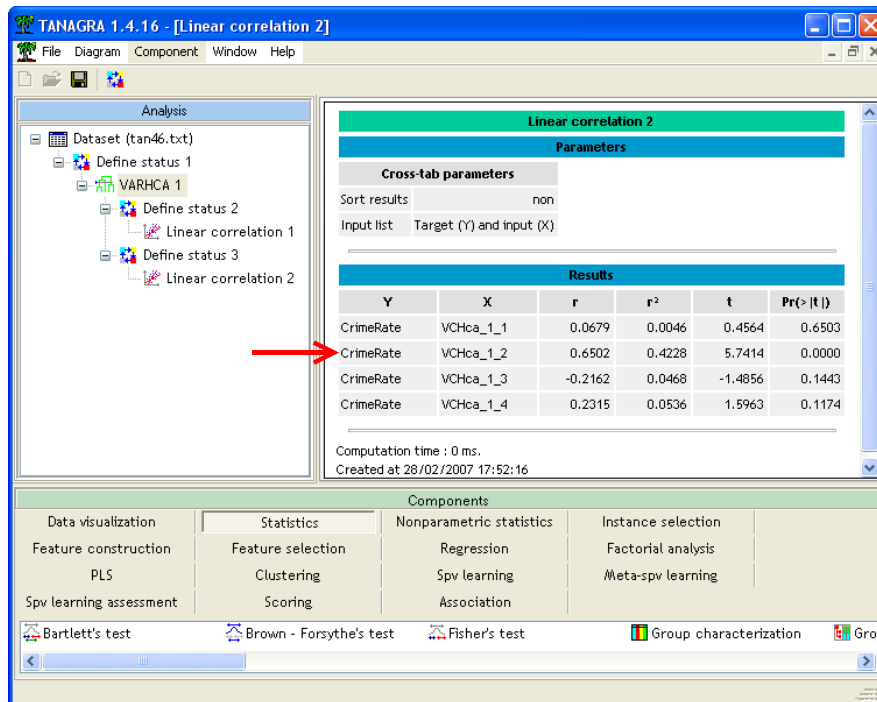 TANAGRA 1.4.16 - [Linear correlation 2]
File Diagram Component Window Help
Analysis
Dataset (tan46.txt)
Define status 1
VARHCA 1
Define status 2
Linear correlation 1
Define status 3
Linear correlation 2
Linear correlation 2
Parameters
Cross-tab parameters
Sort results non
Input list Target (Y) and input (X)
Results
Y X r r² t Pr(>|t|)
CrimeRate VCHca_1_1 0.0679 0.0046 0.4564 0.6503
CrimeRate VCHca_1_2 0.6502 0.4228 5.7414 0.0000
CrimeRate VCHca_1_3 -0.2162 0.0468 -1.4856 0.1443
CrimeRate VCHca_1_4 0.2315 0.0536 1.5963 0.1174
Computation time : 0 ms.
Created at 28/02/2007 17:52:16
Components
Data visualization Statistics Nonparametric statistics Instance selection
Feature construction Feature selection Regression Factorial analysis
PLS Clustering Spv learning Meta-spv learning
Spv learning assessment Scoring Association
Bartlett's test Brown - Forsythe's test Fisher's test Group characterization Gro